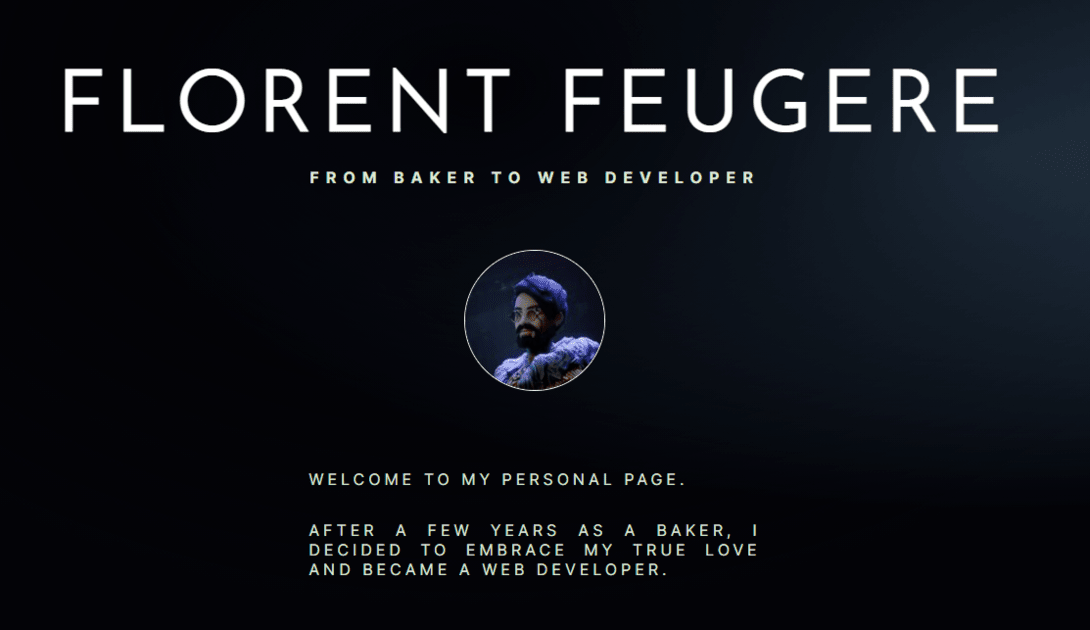 FLORENT FEUGERE
FROM BAKER TO WEB DEVELOPER
WELCOME TO MY PERSONAL PAGE.
AFTER A FEW YEARS AS A BAKER, I
DECIDED TO EMBRACE MY TRUE LOVE
AND BECAME A WEB DEVELOPER.